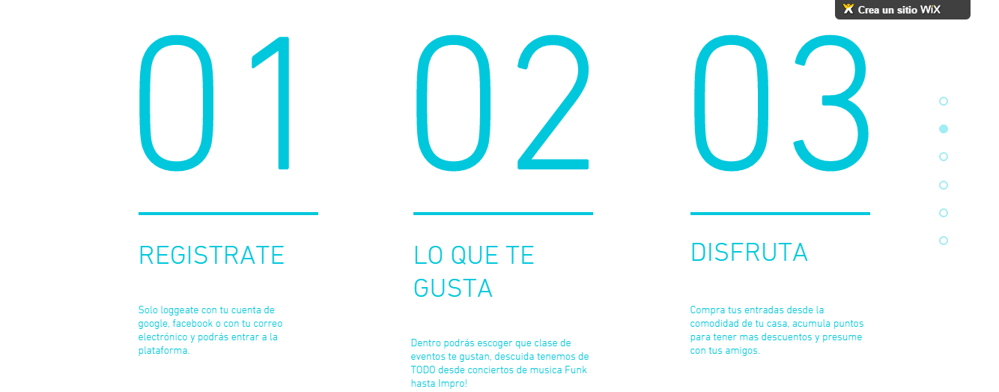 Crea un sitio WiX
01
02
03
REGISTRATE
LO QUE TE
GUSTA
DISFRUTA
Solo loggeate con tu cuenta de
google, facebook o con tu correo
electrónico y podrás entrar a la
plataforma.
Dentro podrás escoger que clase de
eventos te gustan, descuida tenemos de
TODO desde conciertos de musica Funk
hasta Impro!
Compra tus entradas desde la
comodidad de tu casa, acumula puntos
para tener mas descuentos y presume
con tus amigos.